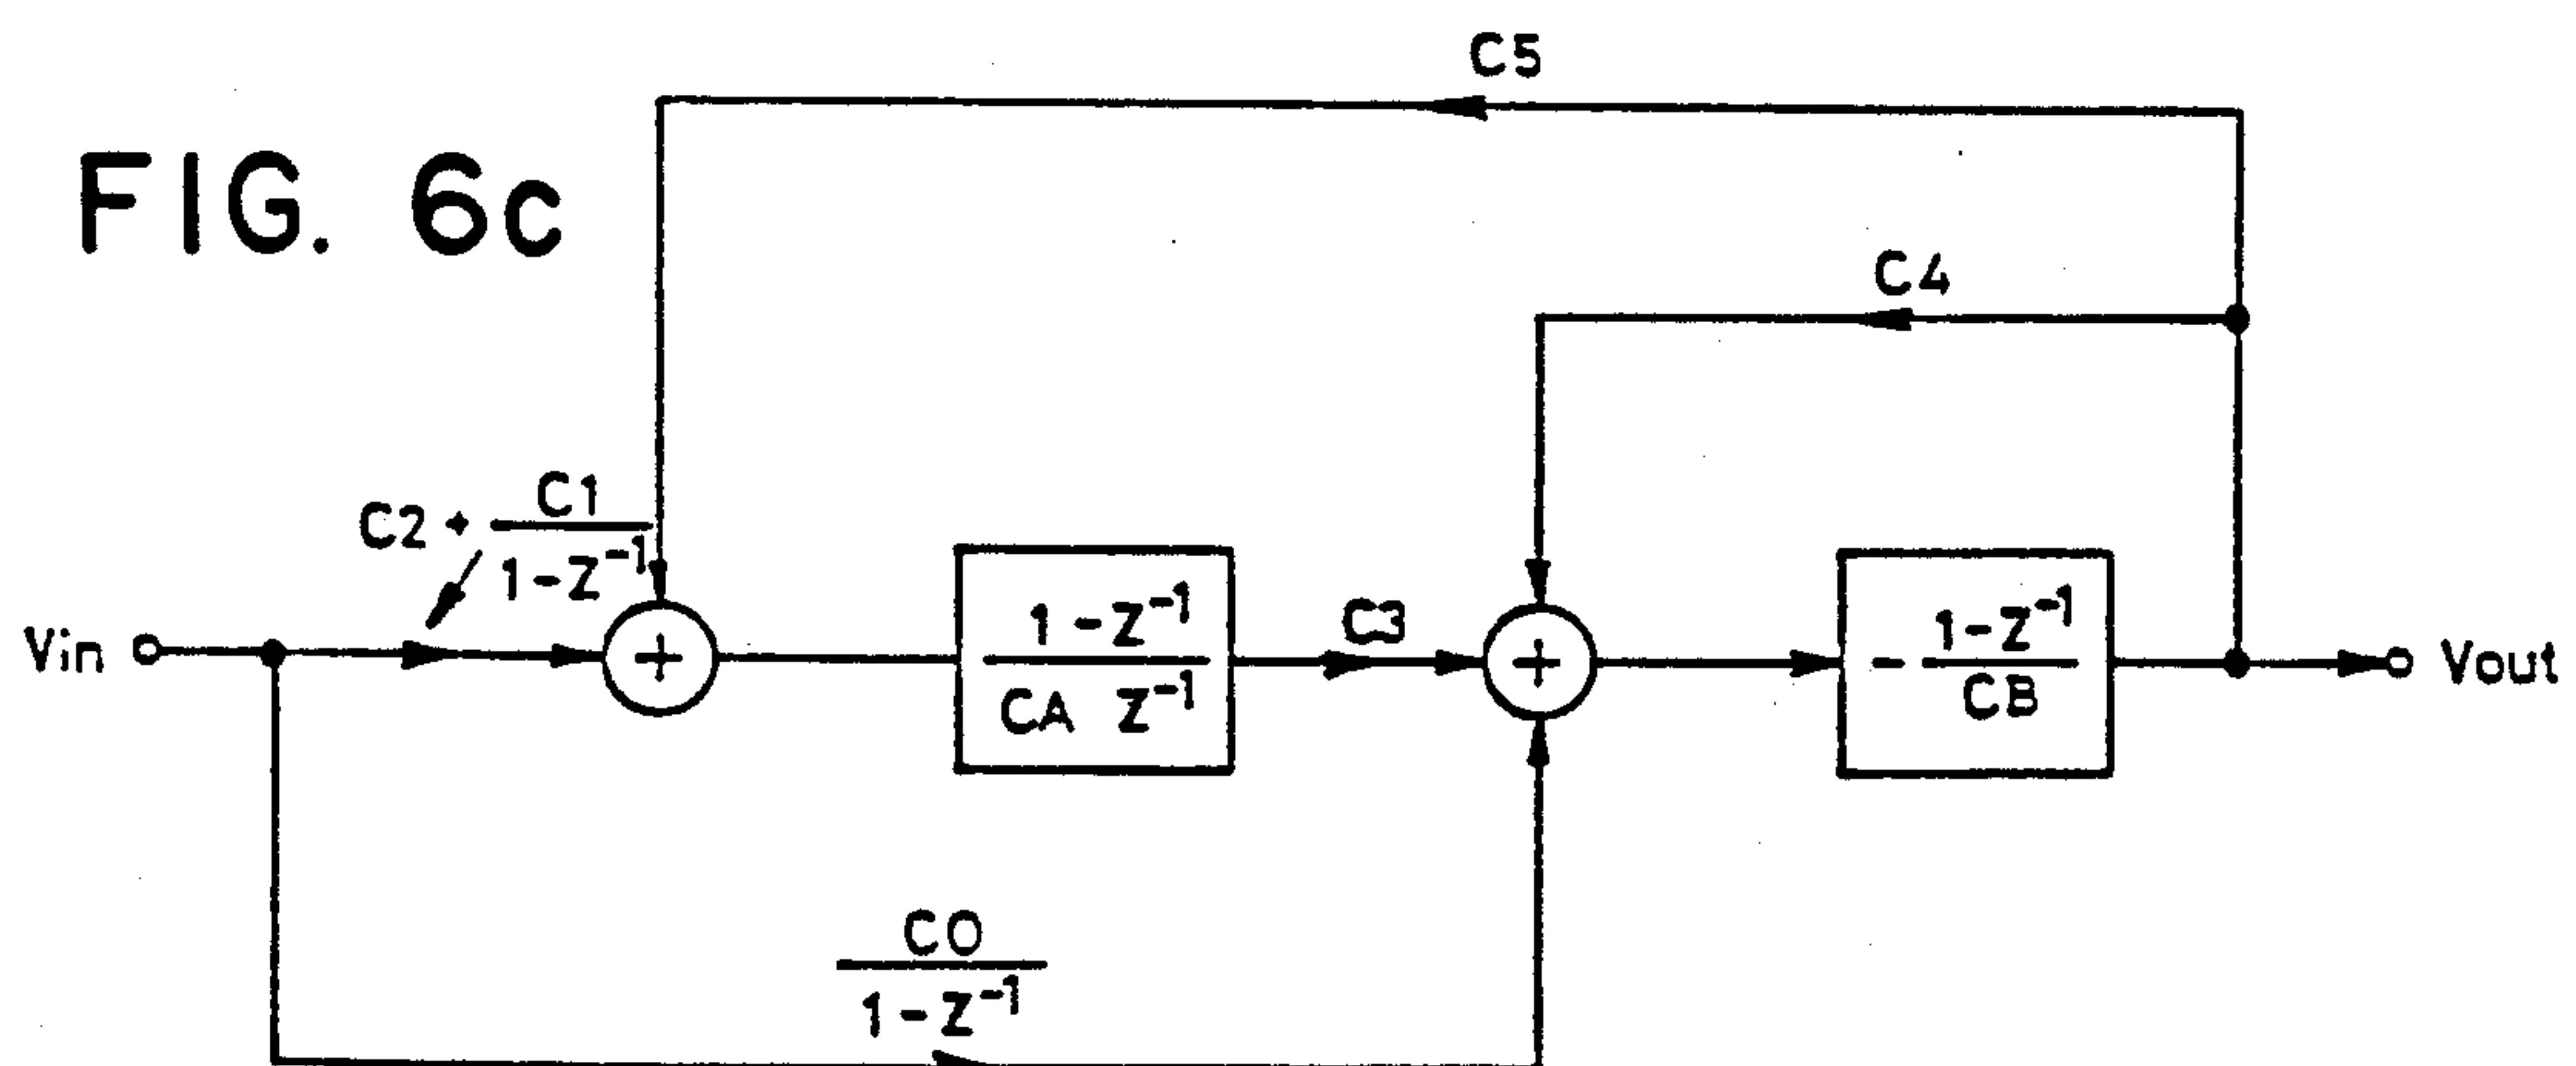 C5
FIG. 6c
C4
C2 + C1
1-Z⁻¹
Vin
+
1-Z⁻¹
CA Z⁻¹
C3
+
- 1-Z⁻¹
CB
Vout
C0
1-Z⁻¹